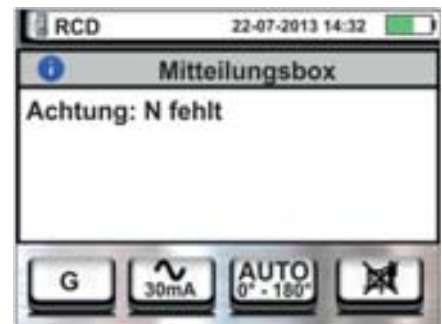 RCD 22-07-2013 14:32
Mitteilungsbox
Achtung: N fehlt
G
30mA
AUTO
0° - 180°